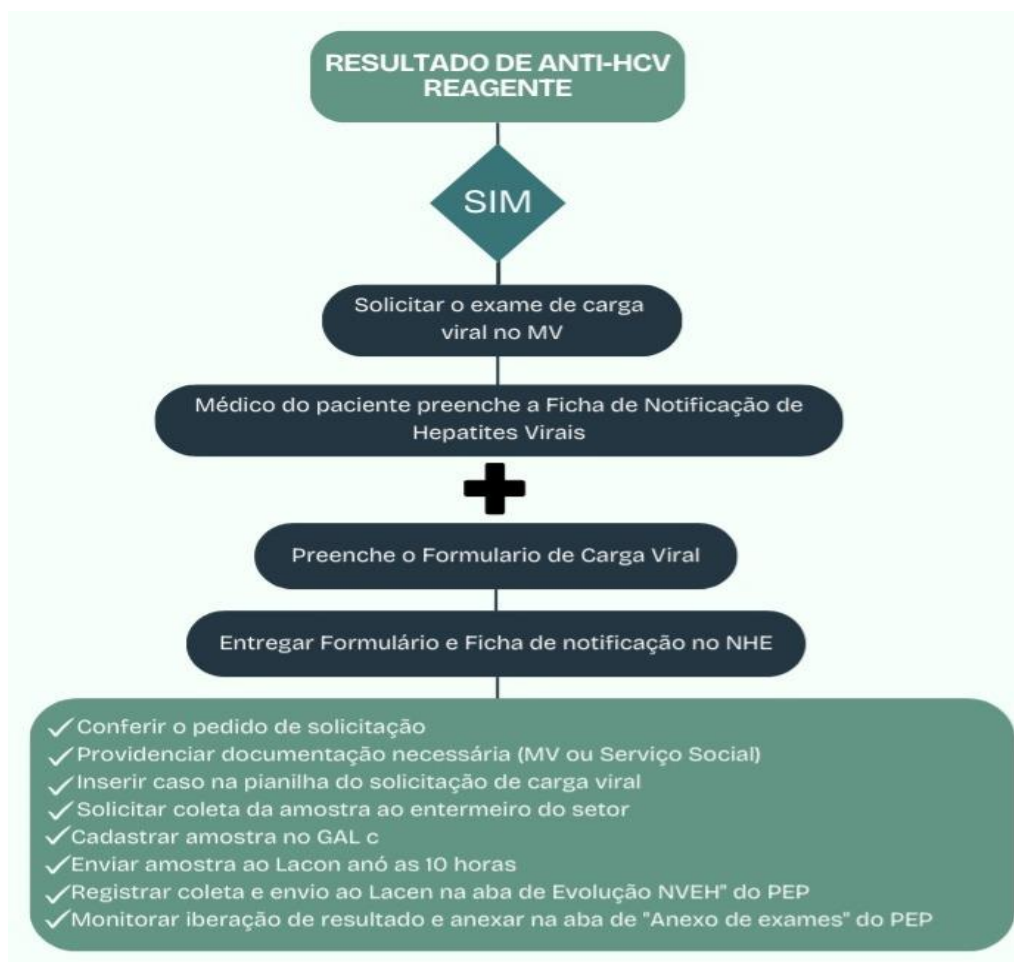 RESULTADO DE ANTI-HCV
REAGENTE
SIM
Solicitar o exame de carga
viral no MV
Médico do paciente preenche a Ficha de Notificação de
Hepatites Virais
Preenche o Formulario de Carga Viral
Entregar Formulário e Ficha de notificação no NHE
Conferir o pedido de solicitação
Providenciar documentação necessária (MV ou Serviço Social)
Inserir caso na pianilha do solicitação de carga viral
Solicitar coleta da amostra ao entermeiro do setor
Cadastrar amostra no GAL c
Enviar amostra ao Lacon anó as 10 horas
Registrar coleta e envio ao Lacen na aba de Evolução NVEH" do PEP
Monitorar iberação de resultado e anexar na aba de "Anexo de exames" do PEP